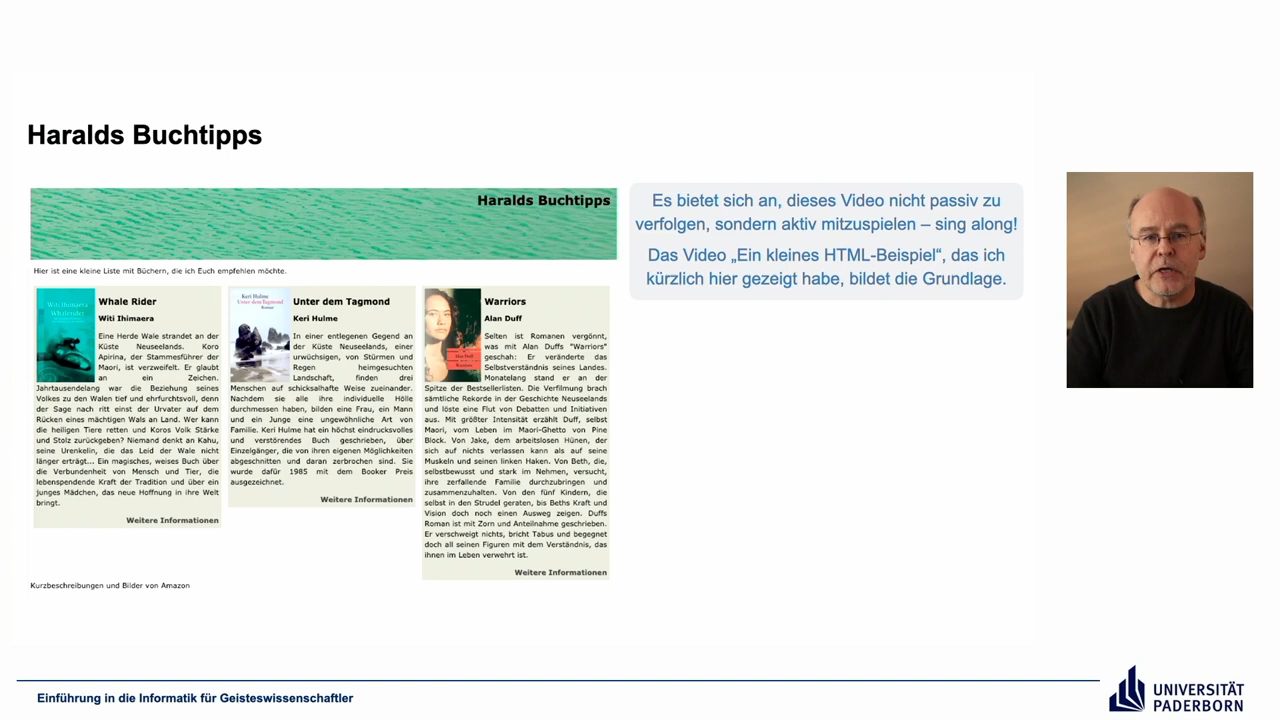 Haralds Buchtipps
Haralds Buchtipps
Hier ist eine kleine Liste mit Büchern, die ich Euch empfehlen möchte.
Witi Ihimaera
Whalerider
Whale Rider
Witi Ihimaera
Eine Herde Wale strandet an der
Küste Neuseelands. Koro
Apirina, der Stammesführer der
Maori, ist verzweifelt. Er glaubt
an ein Zeichen.
Jahrtausendelang war die Beziehung seines
Volkes zu den Walen tief und ehrfurchtsvoll, denn
der Sage nach ritt einst der Urvater auf dem
Rücken eines mächtigen Wals an Land. Wer kann
die heiligen Tiere retten und Koros Volk Stärke
und Stolz zurückgeben? Niemand denkt an Kahu,
seine Urenkelin, die das Leid der Wale nicht
länger erträgt... Ein magisches, weises Buch über
die Verbundenheit von Mensch und Tier, die
lebenspendende Kraft der Tradition und über ein
junges Mädchen, das neue Hoffnung in ihre Welt
bringt.
Weitere Informationen
Keri Hulme
Unter dem Tagmond
Roman
Unter dem Tagmond
Keri Hulme
In einer entlegenen Gegend an
der Küste Neuseelands, einer
urwüchsigen, von Stürmen und
Regen heimgesuchten
Landschaft, finden drei
Menschen auf schicksalhafte Weise zueinander.
Nachdem sie alle ihre individuelle Hölle
durchmessen haben, bilden eine Frau, ein Mann
und ein Junge eine ungewöhnliche Art von
Familie. Keri Hulme hat ein höchst eindrucksvolles
und verstörendes Buch geschrieben, über
Einzelgänger, die von ihren eigenen Möglichkeiten
abgeschnitten und daran zerbrochen sind. Sie
wurde dafür 1985 mit dem Booker Preis
ausgezeichnet.
Weitere Informationen
Alan Duff
Warriors
Warriors
Alan Duff
Selten ist Romanen vergönnt,
was mit Alan Duffs "Warriors"
geschah: Er veränderte das
Selbstverständnis seines Landes.
Monatelang stand er an der
Spitze der Bestsellerlisten. Die Verfilmung brach
sämtliche Rekorde in der Geschichte Neuseelands
und löste eine Flut von Debatten und Initiativen
aus. Mit größter Intensität erzählt Duff, selbst
Maori, vom Leben im Maori-Ghetto von Pine
Block. Von Jake, dem arbeitslosen Hünen, der
sich auf nichts verlassen kann als auf seine
Muskeln und seinen linken Haken. Von Beth, die,
selbstbewusst und stark im Nehmen, versucht,
ihre zerfallende Familie durchzubringen und
zusammenzuhalten. Von den fünf Kindern, die
selbst in den Strudel geraten, bis Beths Kraft und
Vision doch noch einen Ausweg zeigen. Duffs
Roman ist mit Zorn und Anteilnahme geschrieben.
Er verschweigt nichts, bricht Tabus und begegnet
doch all seinen Figuren mit dem Verständnis, das
ihnen im Leben verwehrt ist.
Weitere Informationen
Kurzbeschreibungen und Bilder von Amazon
Es bietet sich an, dieses Video nicht passiv zu
verfolgen, sondern aktiv mitzuspielen – sing along!
Das Video „Ein kleines HTML-Beispiel“, das ich
kürzlich hier gezeigt habe, bildet die Grundlage.
Einführung in die Informatik für Geisteswissenschaftler
UNIVERSITÄT
PADERBORN